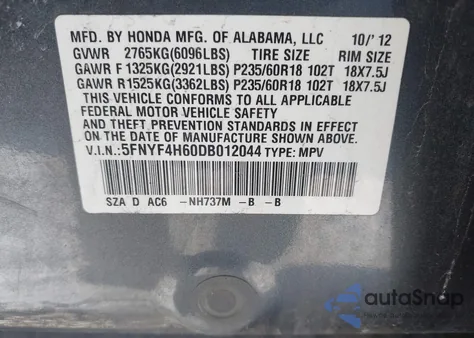 MFD. BY HONDA MFG. OF ALABAMA, LLC 10/'12
GVWR 2765KG(6096LBS) TIRE SIZE RIM SIZE
GAWR F 1325KG(2921LBS) P235/60R18 102T 18X7.5J
GAWR R1525KG(3362LBS) P235/60R18 102T 18X7.5J
THIS VEHICLE CONFORMS TO ALL APPLICABLE
FEDERAL MOTOR VEHICLE SAFETY
AND THEFT PREVENTION STANDARDS IN EFFECT
ON THE DATE OF MANUFACTURE SHOWN ABOVE.
V.I.N.:5FNYF4H60DB012044 TYPE: MPV
SZA D AC6 -NH737M -B -B
autoSnap